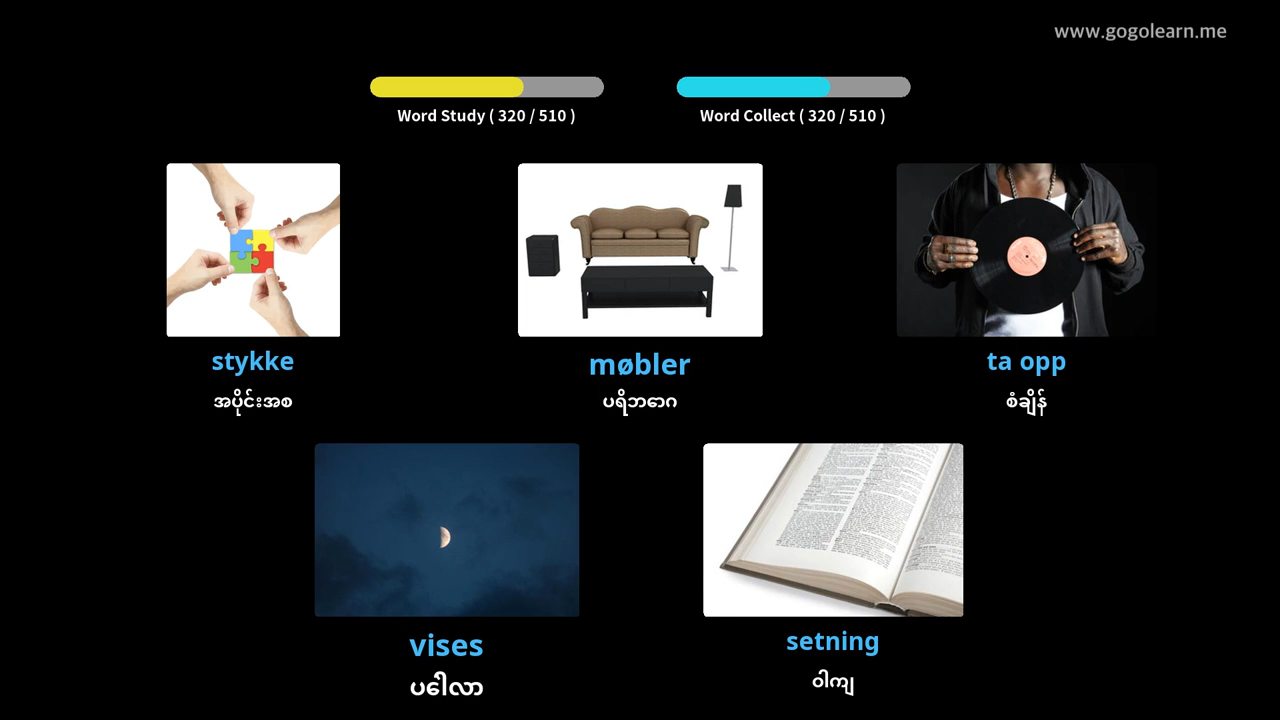 www.gogolearn.me
Word Study ( 320 / 510 )
Word Collect ( 320 / 510 )
stykke
møbler
ta opp
အပိုင်းအစ
ပရိဘောဂ
စံချိန်
vises
setning
ပေါ်လာ
ဝါကျ